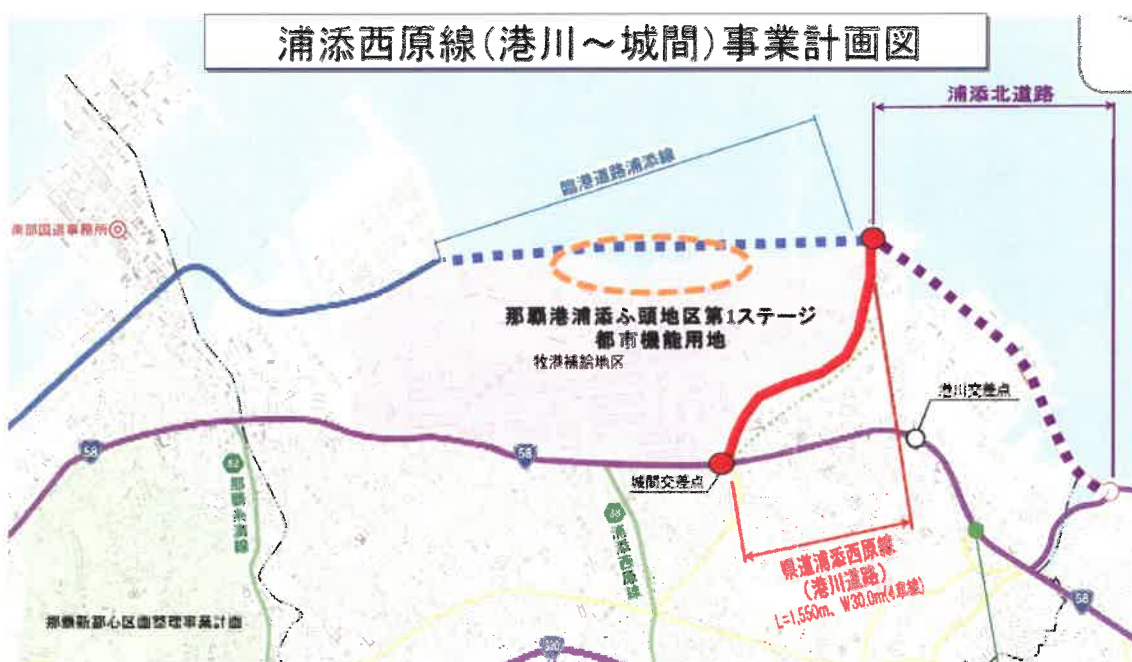 浦添西原線(港川～城間)事業計画図
浦添北道路
臨港道路浦添線
南部国道事務所
那覇港浦添ふ頭地区第1ステージ
都市機能用地
牧港補給地区
港川交差点
58
58
82
那覇糸満線
城間交差点
38
浦添西原線
県道浦添西原線
(港川道路)
L=1,550m、W30.0m(4車線)
58
那覇新都心区画整理事業計画
330